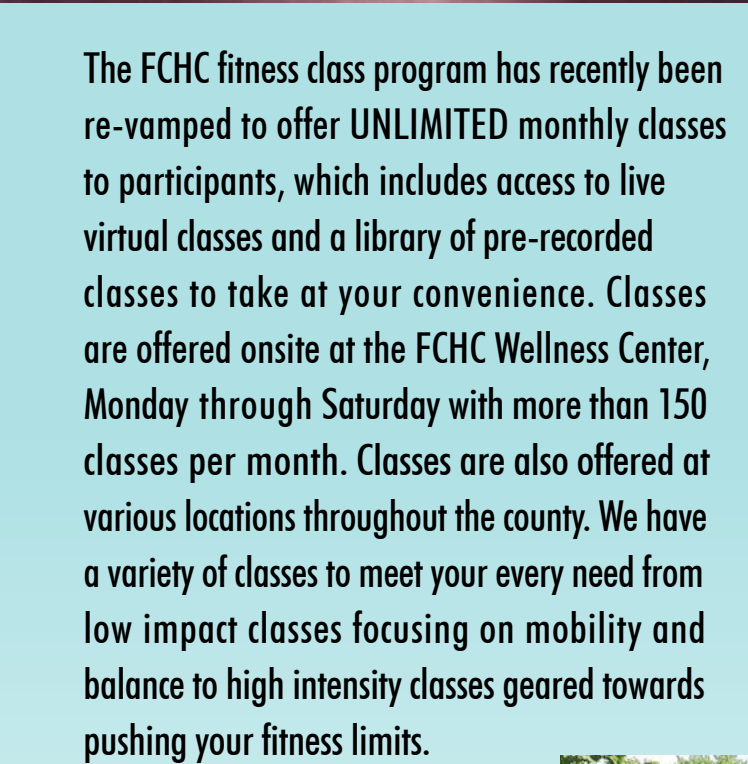 The FCHC fitness class program has recently been
re-vamped to offer UNLIMITED monthly classes
to participants, which includes access to live
virtual classes and a library of pre-recorded
classes to take at your convenience. Classes
are offered onsite at the FCHC Wellness Center,
Monday through Saturday with more than 150
classes per month. Classes are also offered at
various locations throughout the county. We have
a variety of classes to meet your every need from
low impact classes focusing on mobility and
balance to high intensity classes geared towards
pushing your fitness limits.